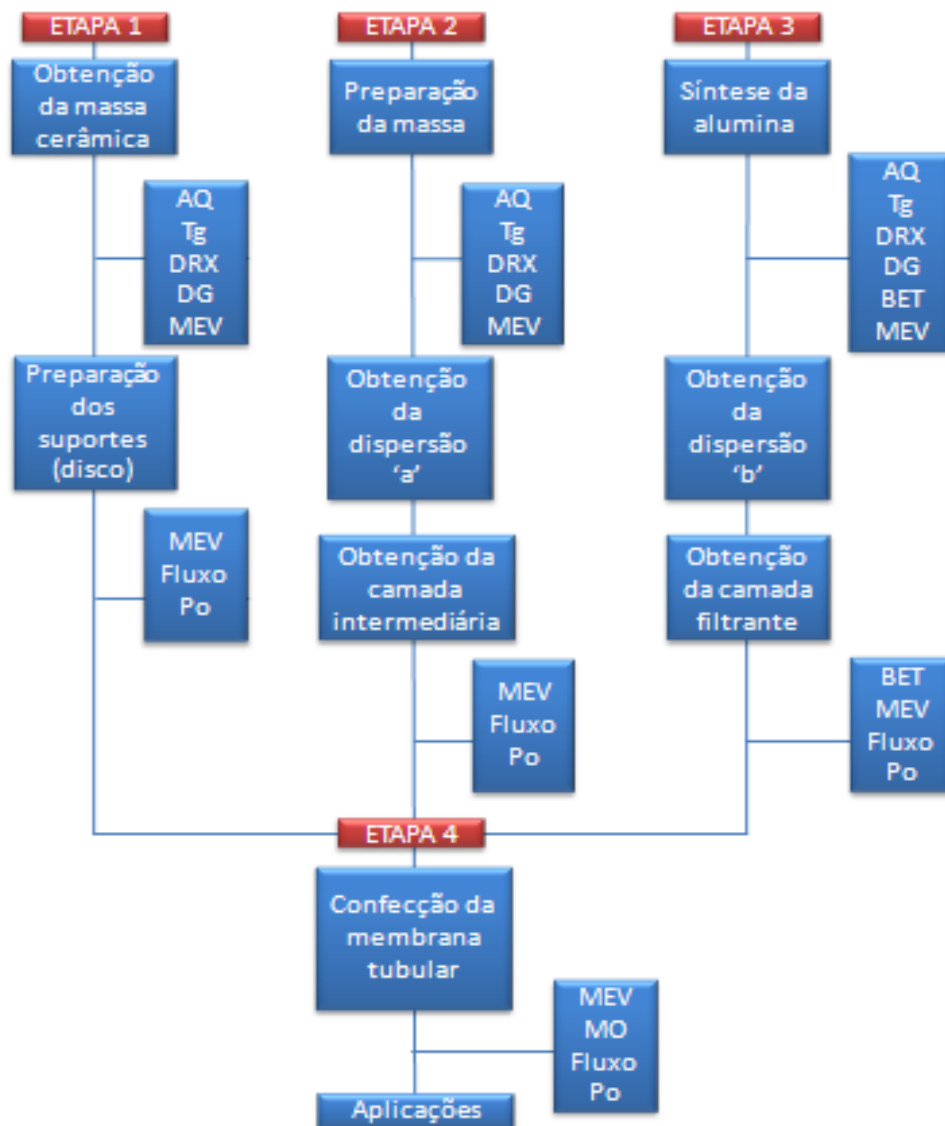 ETAPA 1
Obtenção
da massa
cerâmica
AQ
Tg
DRX
DG
MEV
Preparação
dos
suportes
(disco)
MEV
Fluxo
Po
ETAPA 2
Preparação
da massa
AQ
Tg
DRX
DG
MEV
Obtenção
da
dispersão
‘a’
Obtenção da
camada
intermediária
MEV
Fluxo
Po
ETAPA 3
Síntese da
alumina
AQ
Tg
DRX
DG
BET
MEV
Obtenção
da
dispersão
‘b’
Obtenção
da camada
filtrante
BET
MEV
Fluxo
Po
ETAPA 4
Confecção da
membrana
tubular
MEV
MO
Fluxo
Po
Aplicações